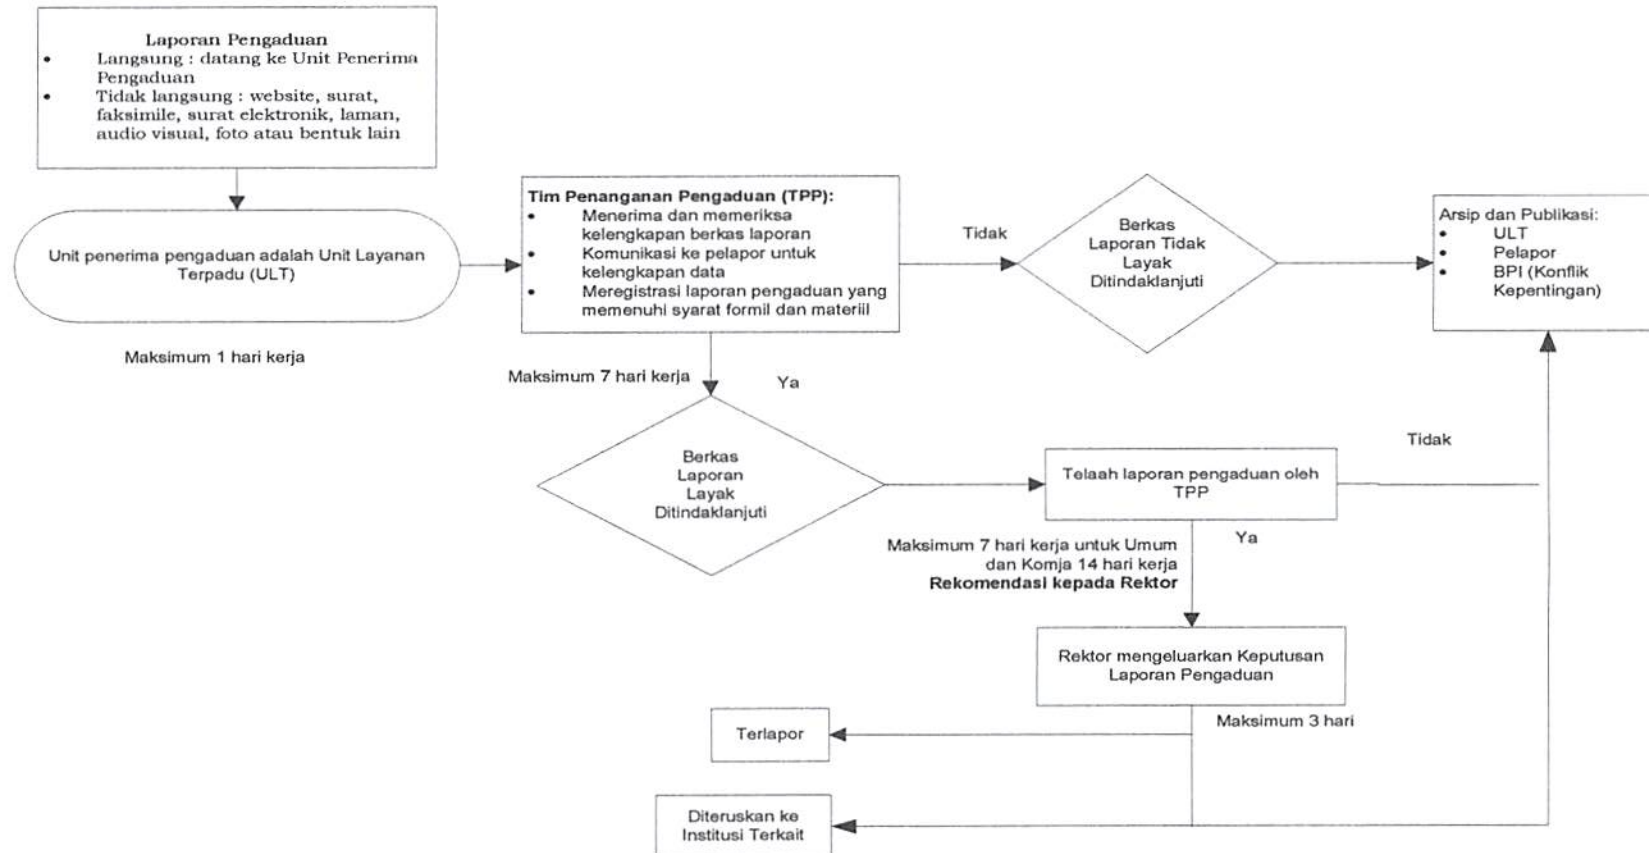 Laporan Pengaduan
• Langsung : datang ke Unit Penerima
Pengaduan
• Tidak langsung : website, surat,
faksimile, surat elektronik, laman,
audio visual, foto atau bentuk lain
Unit penerima pengaduan adalah Unit Layanan
Terpadu (ULT)
Maksimum 1 hari kerja
Tim Penanganan Pengaduan (TPP):
• Menerima dan memeriksa
kelengkapan berkas laporan
• Komunikasi ke pelapor untuk
kelengkapan data
• Meregistrasi laporan pengaduan yang
memenuhi syarat formil dan materiil
Tidak
Berkas
Laporan Tidak
Layak
Ditindaklanjuti
Arsip dan Publikasi:
• ULT
• Pelapor
• BPI (Konflik
Kepentingan)
Maksimum 7 hari kerja
Ya
Berkas
Laporan
Layak
Ditindaklanjuti
Telaah laporan pengaduan oleh
TPP
Tidak
Ya
Maksimum 7 hari kerja untuk Umum
dan Komja 14 hari kerja
Rekomendasi kepada Rektor
Rektor mengeluarkan Keputusan
Laporan Pengaduan
Maksimum 3 hari
Terlapor
Diteruskan ke
Institusi Terkait